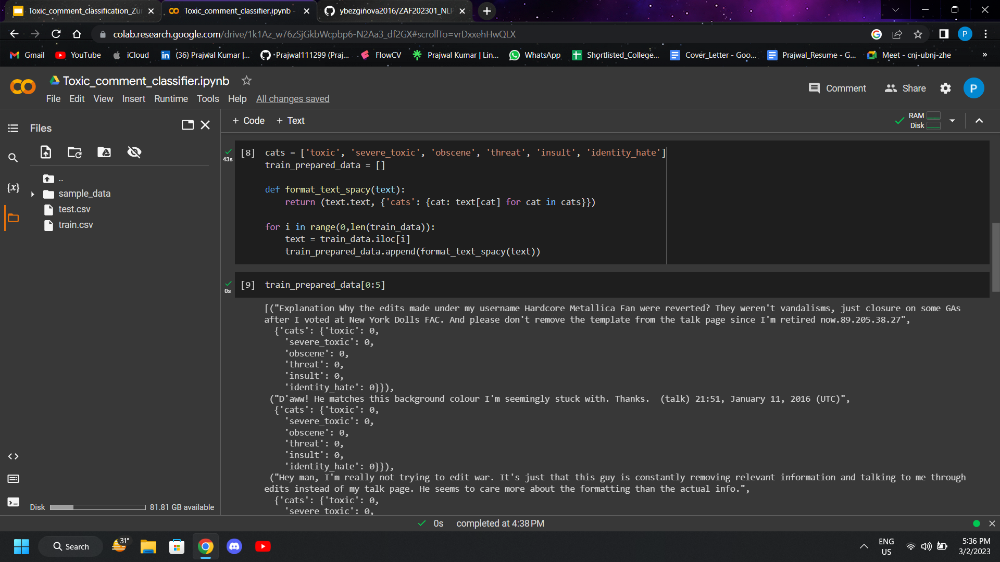 Toxic_comment_classification_Zu
Toxic_comment_classifier.ipynb -
ybezginova2016/ZAF202301_NLP
colab.research.google.com/drive/1k1Az_w76zSjGkbWcpbp6-N2Aa3_df2GX#scrollTo=vrDxxehHwQLX
P
Gmail
YouTube
iCloud
(36) Prajwal Kumar |...
Prajwal111299 (Praj...
FlowCV
Prajwal Kumar | Lin...
WhatsApp
Shortlisted_College...
Cover_Letter - Goo...
Prajwal_Resume - G...
Meet - cnj-ubnj-zhe
»
Toxic_comment_classifier.ipynb
File Edit View Insert Runtime Tools Help All changes saved
Comment
Share
P
Files
+ Code + Text
RAM
Disk
..
sample_data
test.csv
train.csv
{x}
Disk 81.81 GB available
43s
[8] cats = ['toxic', 'severe_toxic', 'obscene', 'threat', 'insult', 'identity_hate']
train_prepared_data = []
def format_text_spacy(text):
return (text.text, {'cats': {cat: text[cat] for cat in cats}})
for i in range(0,len(train_data)):
text = train_data.iloc[i]
train_prepared_data.append(format_text_spacy(text))
0s
[9] train_prepared_data[0:5]
[("Explanation Why the edits made under my username Hardcore Metallica Fan were reverted? They weren't vandalisms, just closure on some GAs
after I voted at New York Dolls FAC. And please don't remove the template from the talk page since I'm retired now.89.205.38.27",
{'cats': {'toxic': 0,
'severe_toxic': 0,
'obscene': 0,
'threat': 0,
'insult': 0,
'identity_hate': 0}}),
("D'aww! He matches this background colour I'm seemingly stuck with. Thanks.  (talk) 21:51, January 11, 2016 (UTC)",
{'cats': {'toxic': 0,
'severe_toxic': 0,
'obscene': 0,
'threat': 0,
'insult': 0,
'identity_hate': 0}}),
("Hey man, I'm really not trying to edit war. It's just that this guy is constantly removing relevant information and talking to me through
edits instead of my talk page. He seems to care more about the formatting than the actual info.",
{'cats': {'toxic': 0,
'severe_toxic': 0,
0s completed at 4:38 PM
Search
31°
ENG
US
5:36 PM
3/2/2023